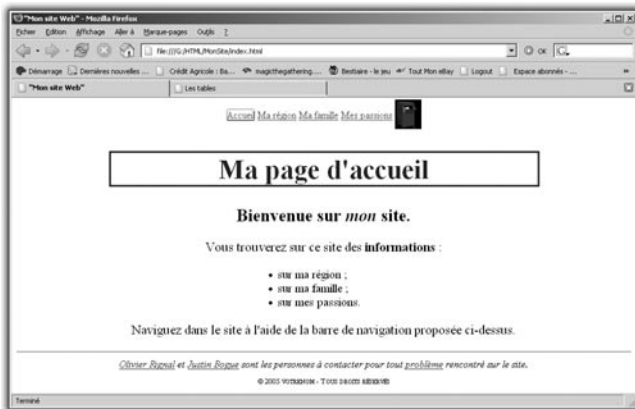 "Mon site Web" - Mozilla Firefox
Fichier Edition Affichage Aller à Marque-pages Outils ?
file:///G:/HTML/MonSite/index.html OK
Démarrage Dernières nouvelles ... Crédit Agricole : Ba... magicthegathering.... Bestiaire - le jeu Tout Mon eBay Logout Espace abonnés - ... »
"Mon site Web" Les tables
Accueil Ma région Ma famille Mes passions
Ma page d'accueil
Bienvenue sur mon site.
Vous trouverez sur ce site des informations :
• sur ma région ;
• sur ma famille ;
• sur mes passions.
Naviguez dans le site à l'aide de la barre de navigation proposée ci-dessus.
Olivier Rignal et Justin Bogue sont les personnes à contacter pour tout problème rencontré sur le site.
© 2005 VOTRENOM - TOUS DROITS RÉSERVÉS
Terminé